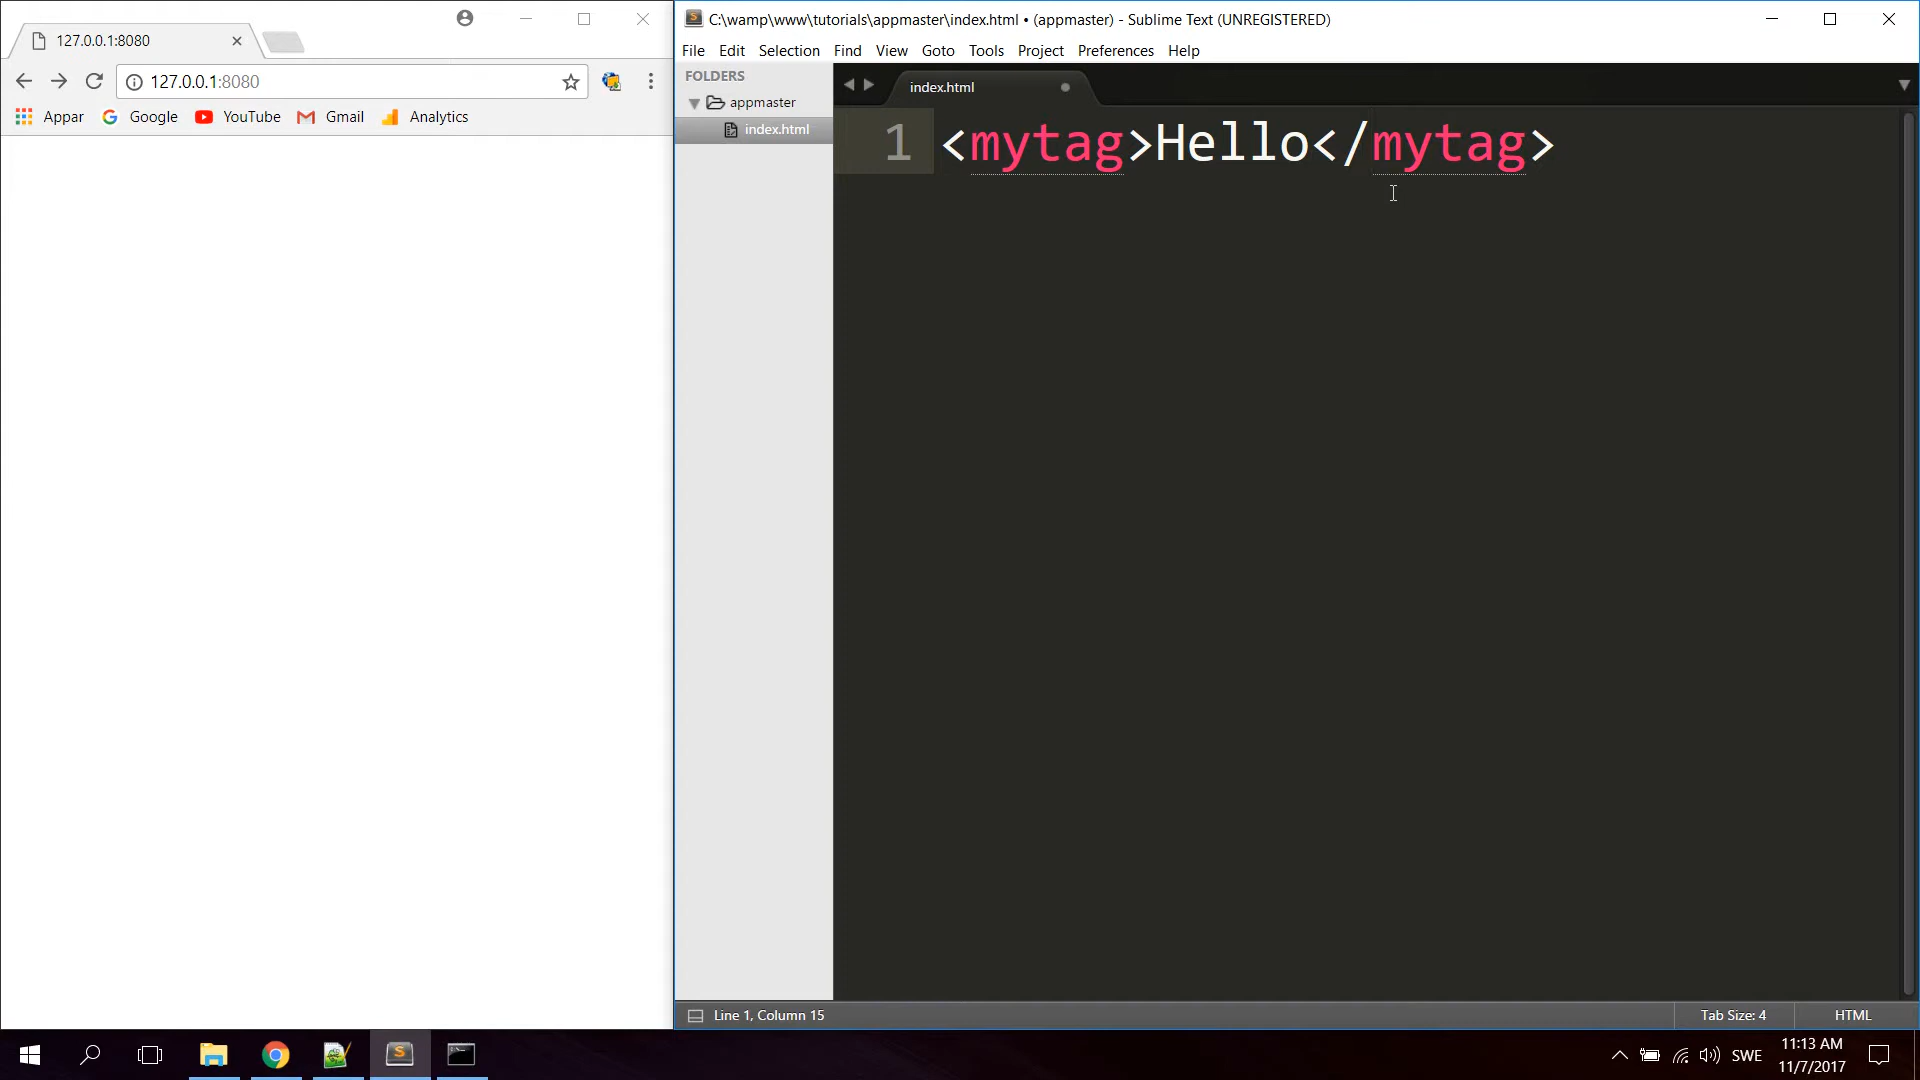 127.0.0.1:8080
127.0.0.1:8080
Appar Google YouTube Gmail Analytics
C:\wamp\www\tutorials\appmaster\index.html • (appmaster) - Sublime Text (UNREGISTERED)
File Edit Selection Find View Goto Tools Project Preferences Help
FOLDERS
appmaster
index.html
index.html
1 <mytag>Hello</mytag>
Line 1, Column 15
Tab Size: 4
HTML
SWE
11:13 AM
11/7/2017